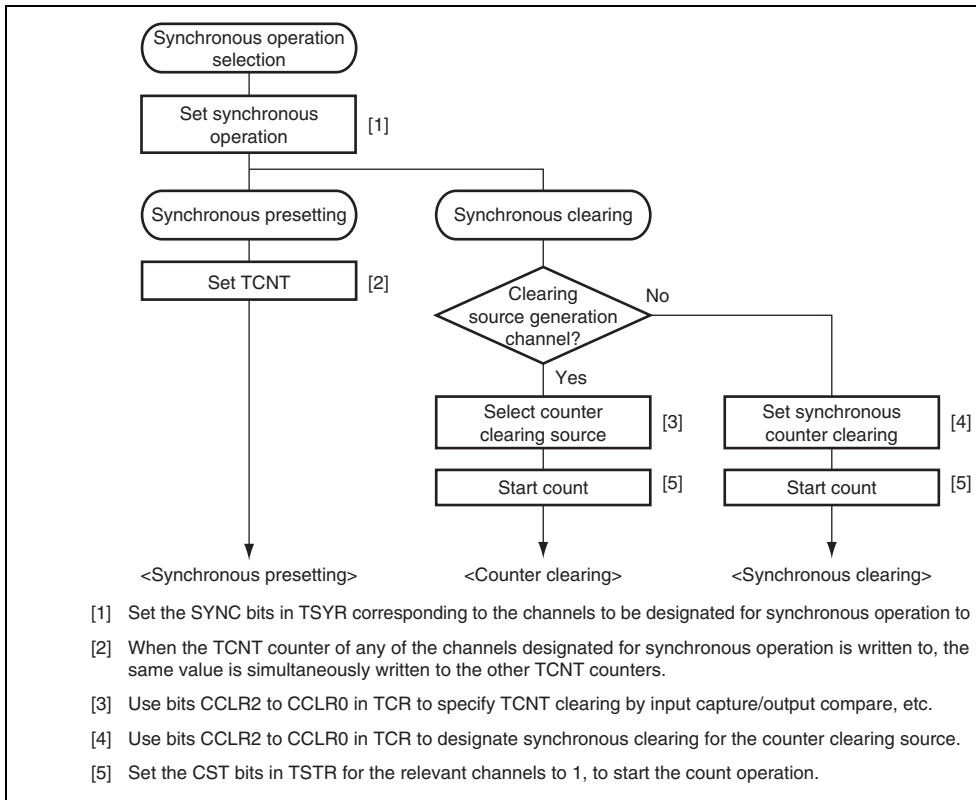 Synchronous operation
selection
Set synchronous
operation
[1]
Synchronous presetting
Synchronous clearing
Set TCNT
[2]
Clearing
source generation
channel?
No
Yes
Select counter
clearing source
[3]
Set synchronous
counter clearing
[4]
Start count
[5]
Start count
[5]
<Synchronous presetting>
<Counter clearing>
<Synchronous clearing>
[1] Set the SYNC bits in TSYR corresponding to the channels to be designated for synchronous operation to
[2] When the TCNT counter of any of the channels designated for synchronous operation is written to, the
same value is simultaneously written to the other TCNT counters.
[3] Use bits CCLR2 to CCLR0 in TCR to specify TCNT clearing by input capture/output compare, etc.
[4] Use bits CCLR2 to CCLR0 in TCR to designate synchronous clearing for the counter clearing source.
[5] Set the CST bits in TSTR for the relevant channels to 1, to start the count operation.